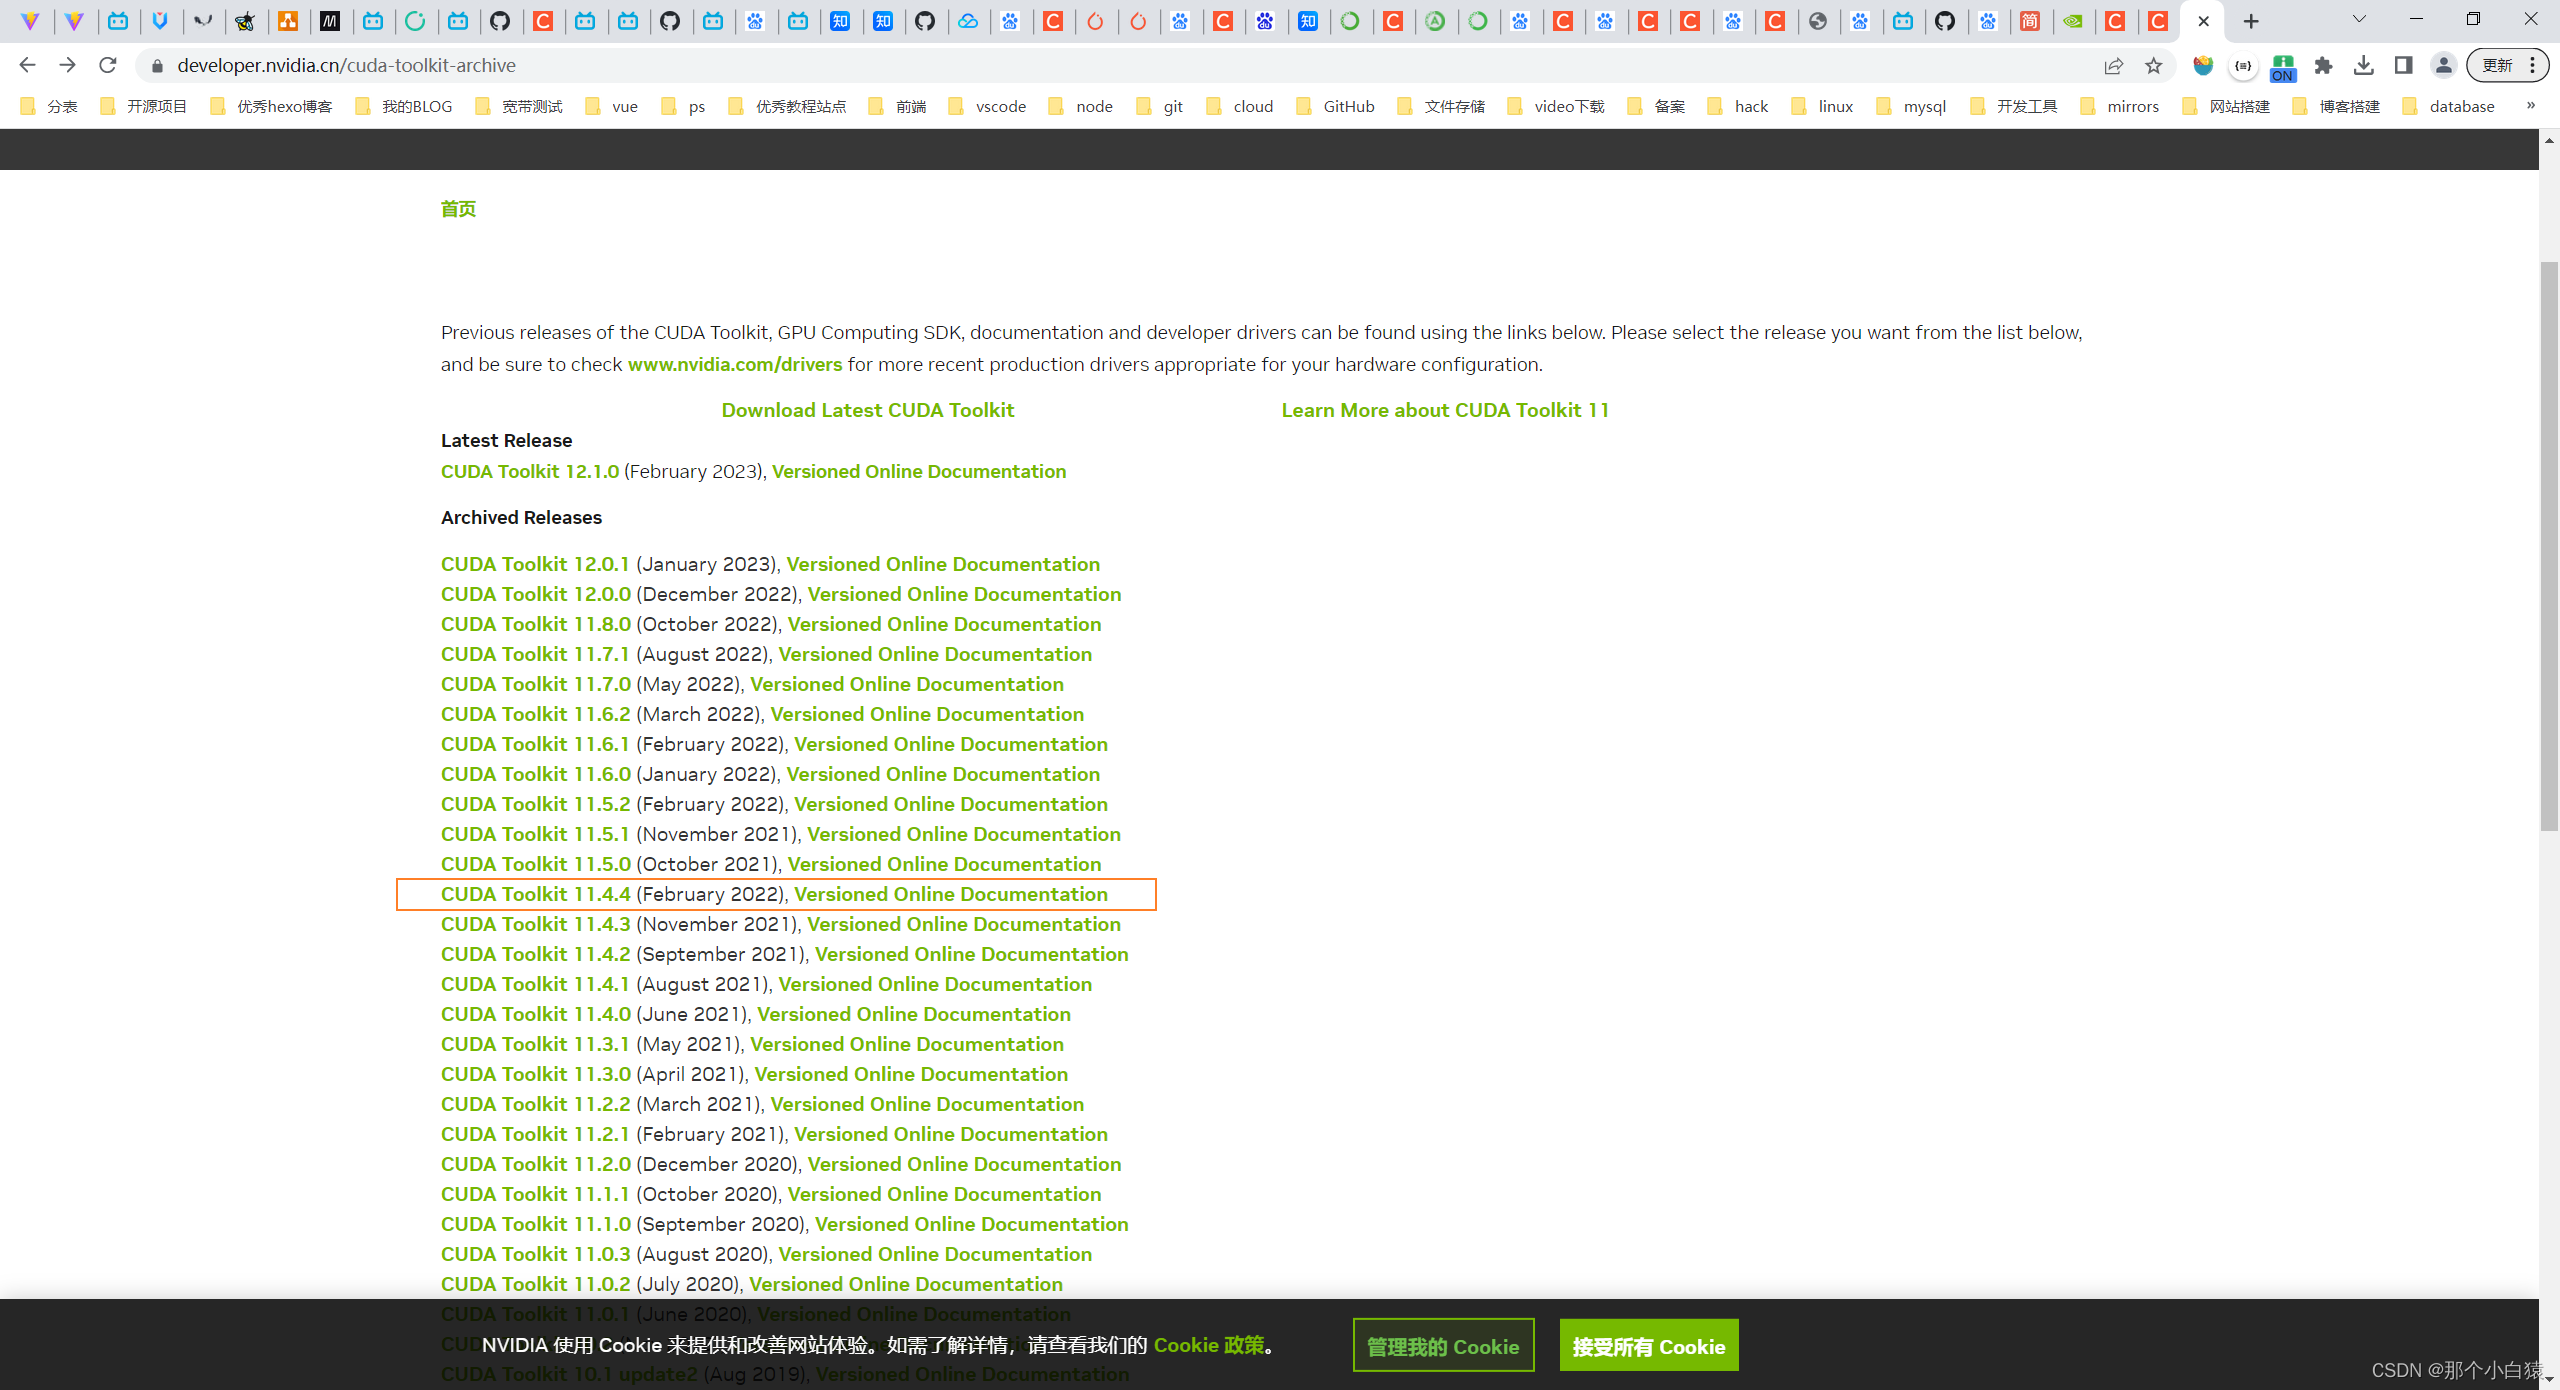 developer.nvidia.cn/cuda-toolkit-archive
ON
更新
分表 开源项目 优秀hexo博客 我的BLOG 宽带测试 vue ps 优秀教程站点 前端 vscode node git cloud GitHub 文件存储 video下载 备案 hack linux mysql 开发工具 mirrors 网站搭建 博客搭建 database »
首页
Previous releases of the CUDA Toolkit, GPU Computing SDK, documentation and developer drivers can be found using the links below. Please select the release you want from the list below,
and be sure to check www.nvidia.com/drivers for more recent production drivers appropriate for your hardware configuration.
Download Latest CUDA Toolkit Learn More about CUDA Toolkit 11
Latest Release
CUDA Toolkit 12.1.0 (February 2023), Versioned Online Documentation
Archived Releases
CUDA Toolkit 12.0.1 (January 2023), Versioned Online Documentation
CUDA Toolkit 12.0.0 (December 2022), Versioned Online Documentation
CUDA Toolkit 11.8.0 (October 2022), Versioned Online Documentation
CUDA Toolkit 11.7.1 (August 2022), Versioned Online Documentation
CUDA Toolkit 11.7.0 (May 2022), Versioned Online Documentation
CUDA Toolkit 11.6.2 (March 2022), Versioned Online Documentation
CUDA Toolkit 11.6.1 (February 2022), Versioned Online Documentation
CUDA Toolkit 11.6.0 (January 2022), Versioned Online Documentation
CUDA Toolkit 11.5.2 (February 2022), Versioned Online Documentation
CUDA Toolkit 11.5.1 (November 2021), Versioned Online Documentation
CUDA Toolkit 11.5.0 (October 2021), Versioned Online Documentation
CUDA Toolkit 11.4.4 (February 2022), Versioned Online Documentation
CUDA Toolkit 11.4.3 (November 2021), Versioned Online Documentation
CUDA Toolkit 11.4.2 (September 2021), Versioned Online Documentation
CUDA Toolkit 11.4.1 (August 2021), Versioned Online Documentation
CUDA Toolkit 11.4.0 (June 2021), Versioned Online Documentation
CUDA Toolkit 11.3.1 (May 2021), Versioned Online Documentation
CUDA Toolkit 11.3.0 (April 2021), Versioned Online Documentation
CUDA Toolkit 11.2.2 (March 2021), Versioned Online Documentation
CUDA Toolkit 11.2.1 (February 2021), Versioned Online Documentation
CUDA Toolkit 11.2.0 (December 2020), Versioned Online Documentation
CUDA Toolkit 11.1.1 (October 2020), Versioned Online Documentation
CUDA Toolkit 11.1.0 (September 2020), Versioned Online Documentation
CUDA Toolkit 11.0.3 (August 2020), Versioned Online Documentation
CUDA Toolkit 11.0.2 (July 2020), Versioned Online Documentation
CUDA Toolkit 11.0.1 (June 2020), Versioned Online Documentation
NVIDIA 使用 Cookie 来提供和改善网站体验。如需了解详情，请查看我们的 Cookie 政策。 管理我的 Cookie 接受所有 Cookie
CUDA Toolkit 10.1 update2 (Aug 2019), Versioned Online Documentation
CSDN @那个小白猿